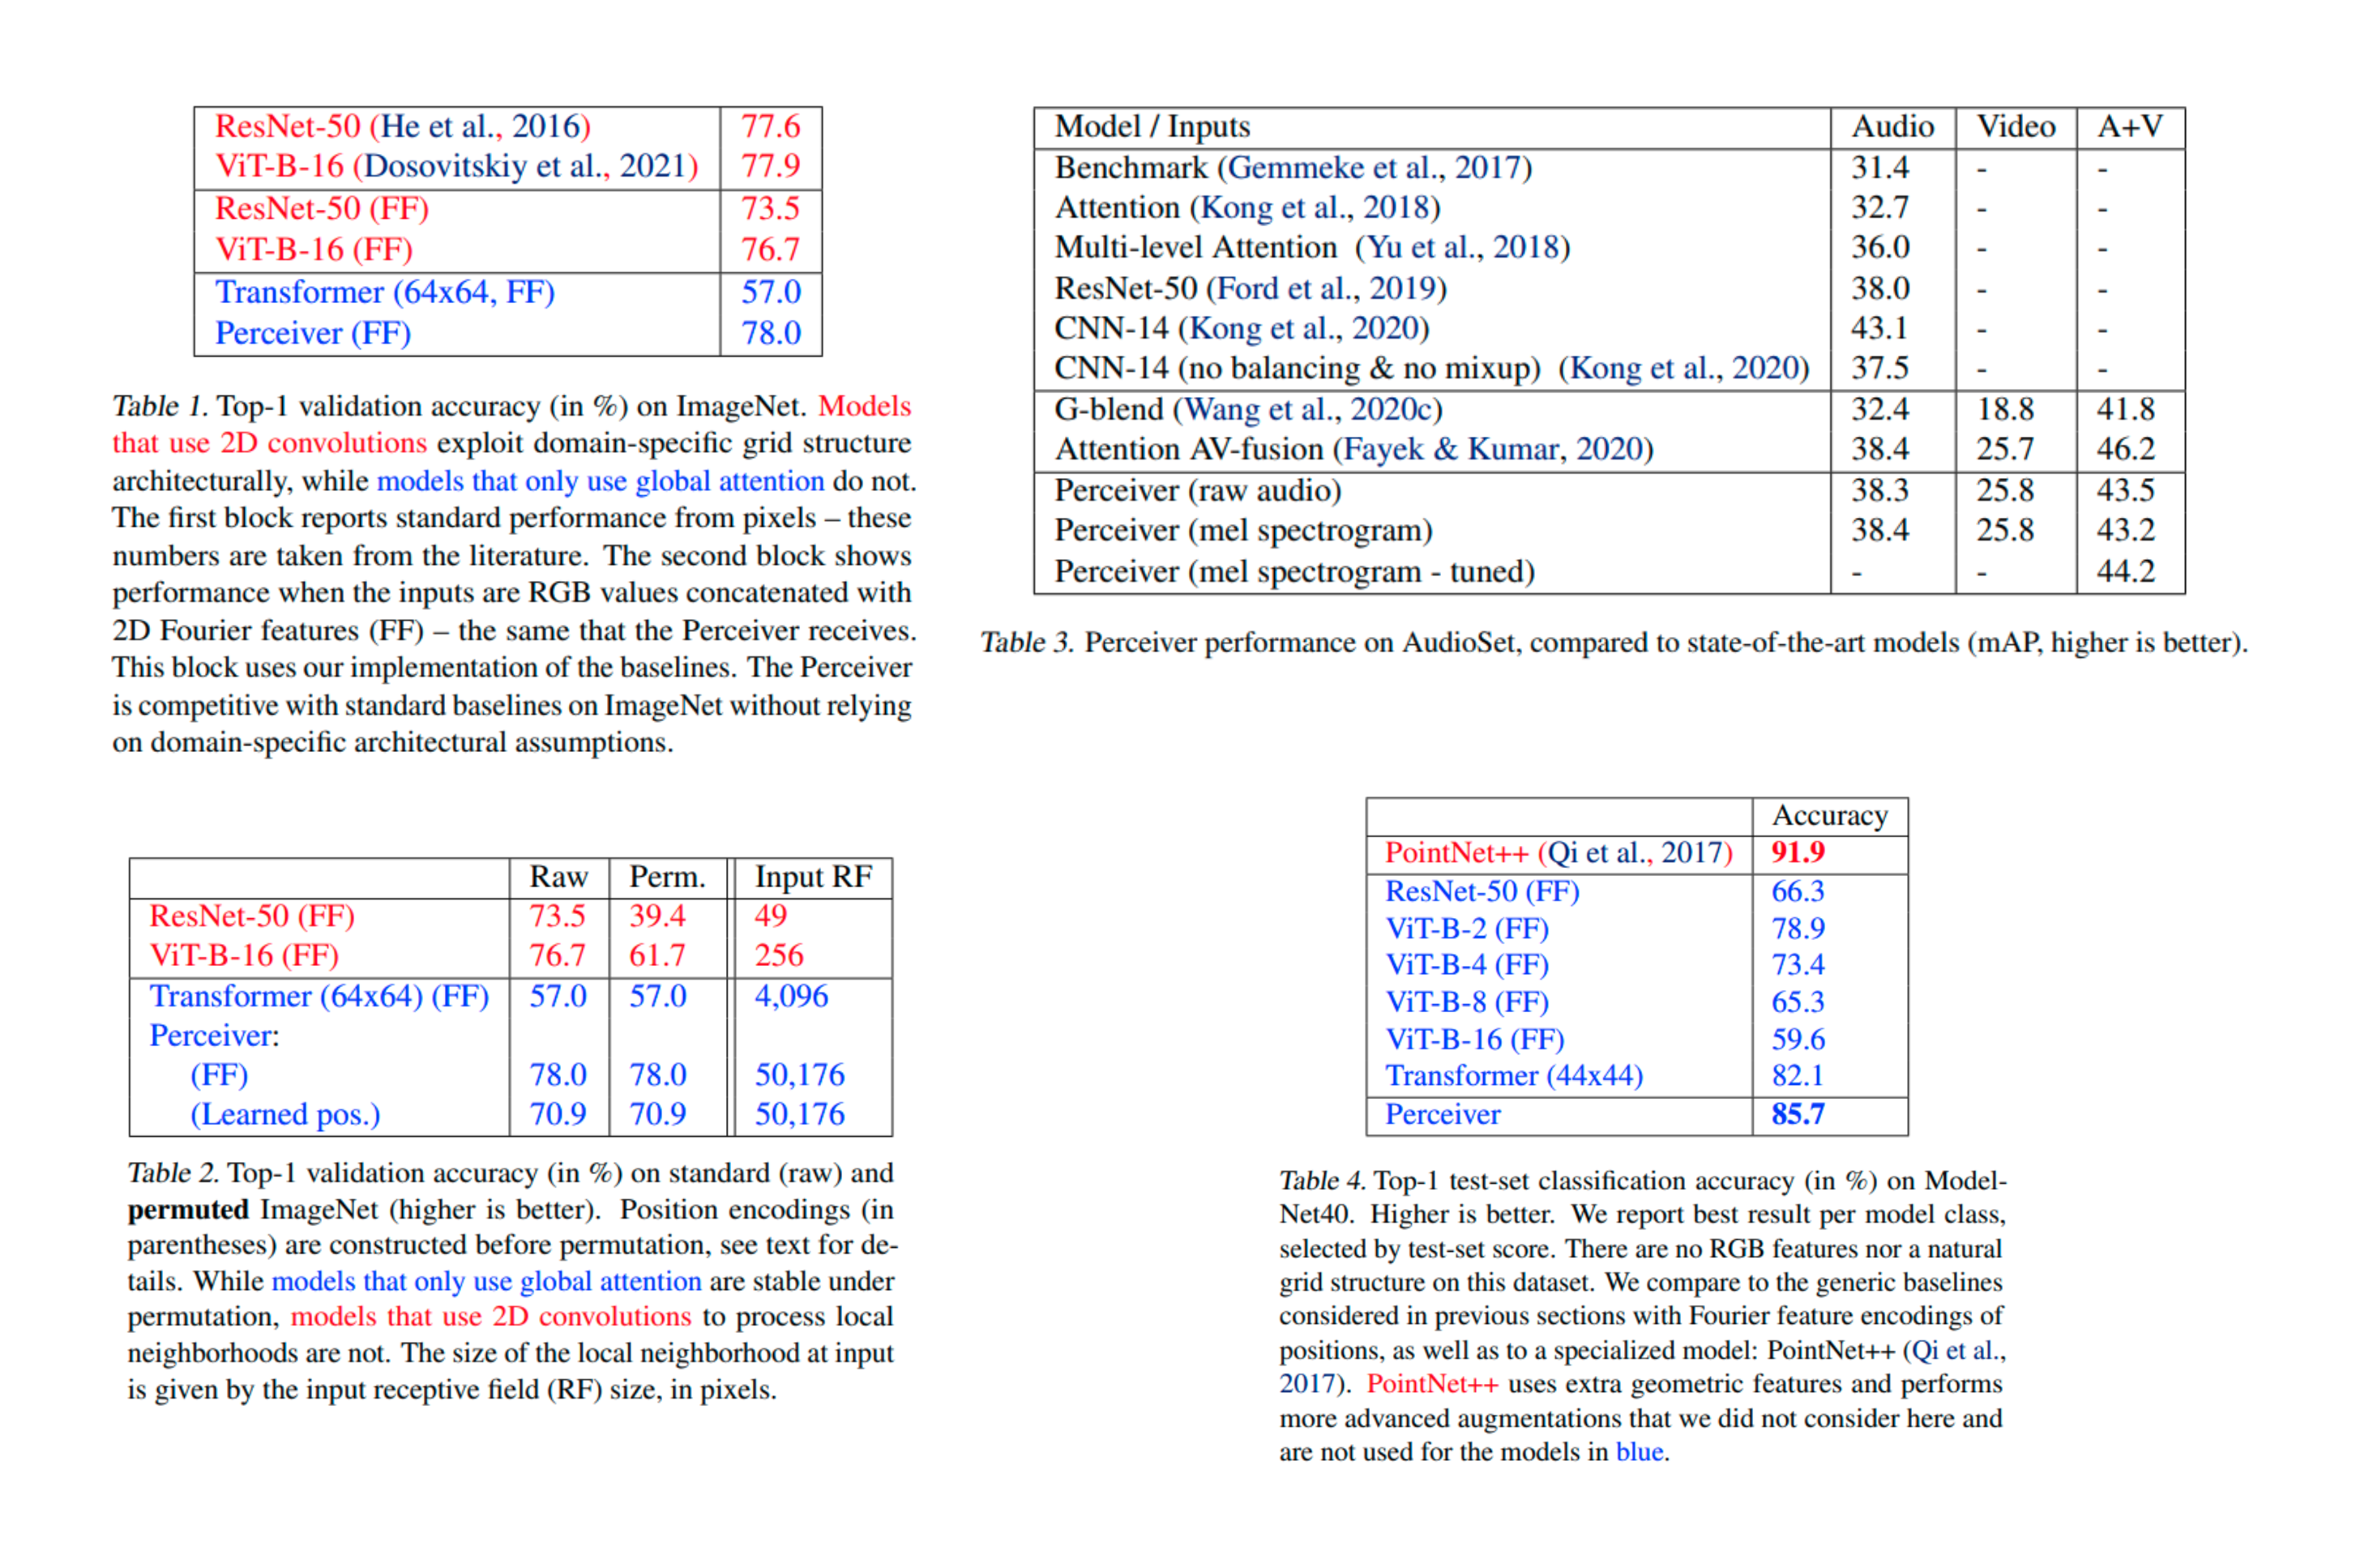 ResNet-50 (He et al., 2016) 77.6
ViT-B-16 (Dosovitskiy et al., 2021) 77.9
ResNet-50 (FF) 73.5
ViT-B-16 (FF) 76.7
Transformer (64x64, FF) 57.0
Perceiver (FF) 78.0
Table 1. Top-1 validation accuracy (in %) on ImageNet. Models
that use 2D convolutions exploit domain-specific grid structure
architecturally, while models that only use global attention do not.
The first block reports standard performance from pixels – these
numbers are taken from the literature. The second block shows
performance when the inputs are RGB values concatenated with
2D Fourier features (FF) – the same that the Perceiver receives.
This block uses our implementation of the baselines. The Perceiver
is competitive with standard baselines on ImageNet without relying
on domain-specific architectural assumptions.
Raw Perm. Input RF
ResNet-50 (FF) 73.5 39.4 49
ViT-B-16 (FF) 76.7 61.7 256
Transformer (64x64) (FF) 57.0 57.0 4,096
Perceiver:
(FF) 78.0 78.0 50,176
(Learned pos.) 70.9 70.9 50,176
Table 2. Top-1 validation accuracy (in %) on standard (raw) and
permuted ImageNet (higher is better). Position encodings (in
parentheses) are constructed before permutation, see text for de-
tails. While models that only use global attention are stable under
permutation, models that use 2D convolutions to process local
neighborhoods are not. The size of the local neighborhood at input
is given by the input receptive field (RF) size, in pixels.
Model / Inputs Audio Video A+V
Benchmark (Gemmeke et al., 2017) 31.4 - -
Attention (Kong et al., 2018) 32.7 - -
Multi-level Attention (Yu et al., 2018) 36.0 - -
ResNet-50 (Ford et al., 2019) 38.0 - -
CNN-14 (Kong et al., 2020) 43.1 - -
CNN-14 (no balancing & no mixup) (Kong et al., 2020) 37.5 - -
G-blend (Wang et al., 2020c) 32.4 18.8 41.8
Attention AV-fusion (Fayek & Kumar, 2020) 38.4 25.7 46.2
Perceiver (raw audio) 38.3 25.8 43.5
Perceiver (mel spectrogram) 38.4 25.8 43.2
Perceiver (mel spectrogram - tuned) - - 44.2
Table 3. Perceiver performance on AudioSet, compared to state-of-the-art models (mAP, higher is better).
Accuracy
PointNet++ (Qi et al., 2017) 91.9
ResNet-50 (FF) 66.3
ViT-B-2 (FF) 78.9
ViT-B-4 (FF) 73.4
ViT-B-8 (FF) 65.3
ViT-B-16 (FF) 59.6
Transformer (44x44) 82.1
Perceiver 85.7
Table 4. Top-1 test-set classification accuracy (in %) on Model-
Net40. Higher is better. We report best result per model class,
selected by test-set score. There are no RGB features nor a natural
grid structure on this dataset. We compare to the generic baselines
considered in previous sections with Fourier feature encodings of
positions, as well as to a specialized model: PointNet++ (Qi et al.,
2017). PointNet++ uses extra geometric features and performs
more advanced augmentations that we did not consider here and
are not used for the models in blue.